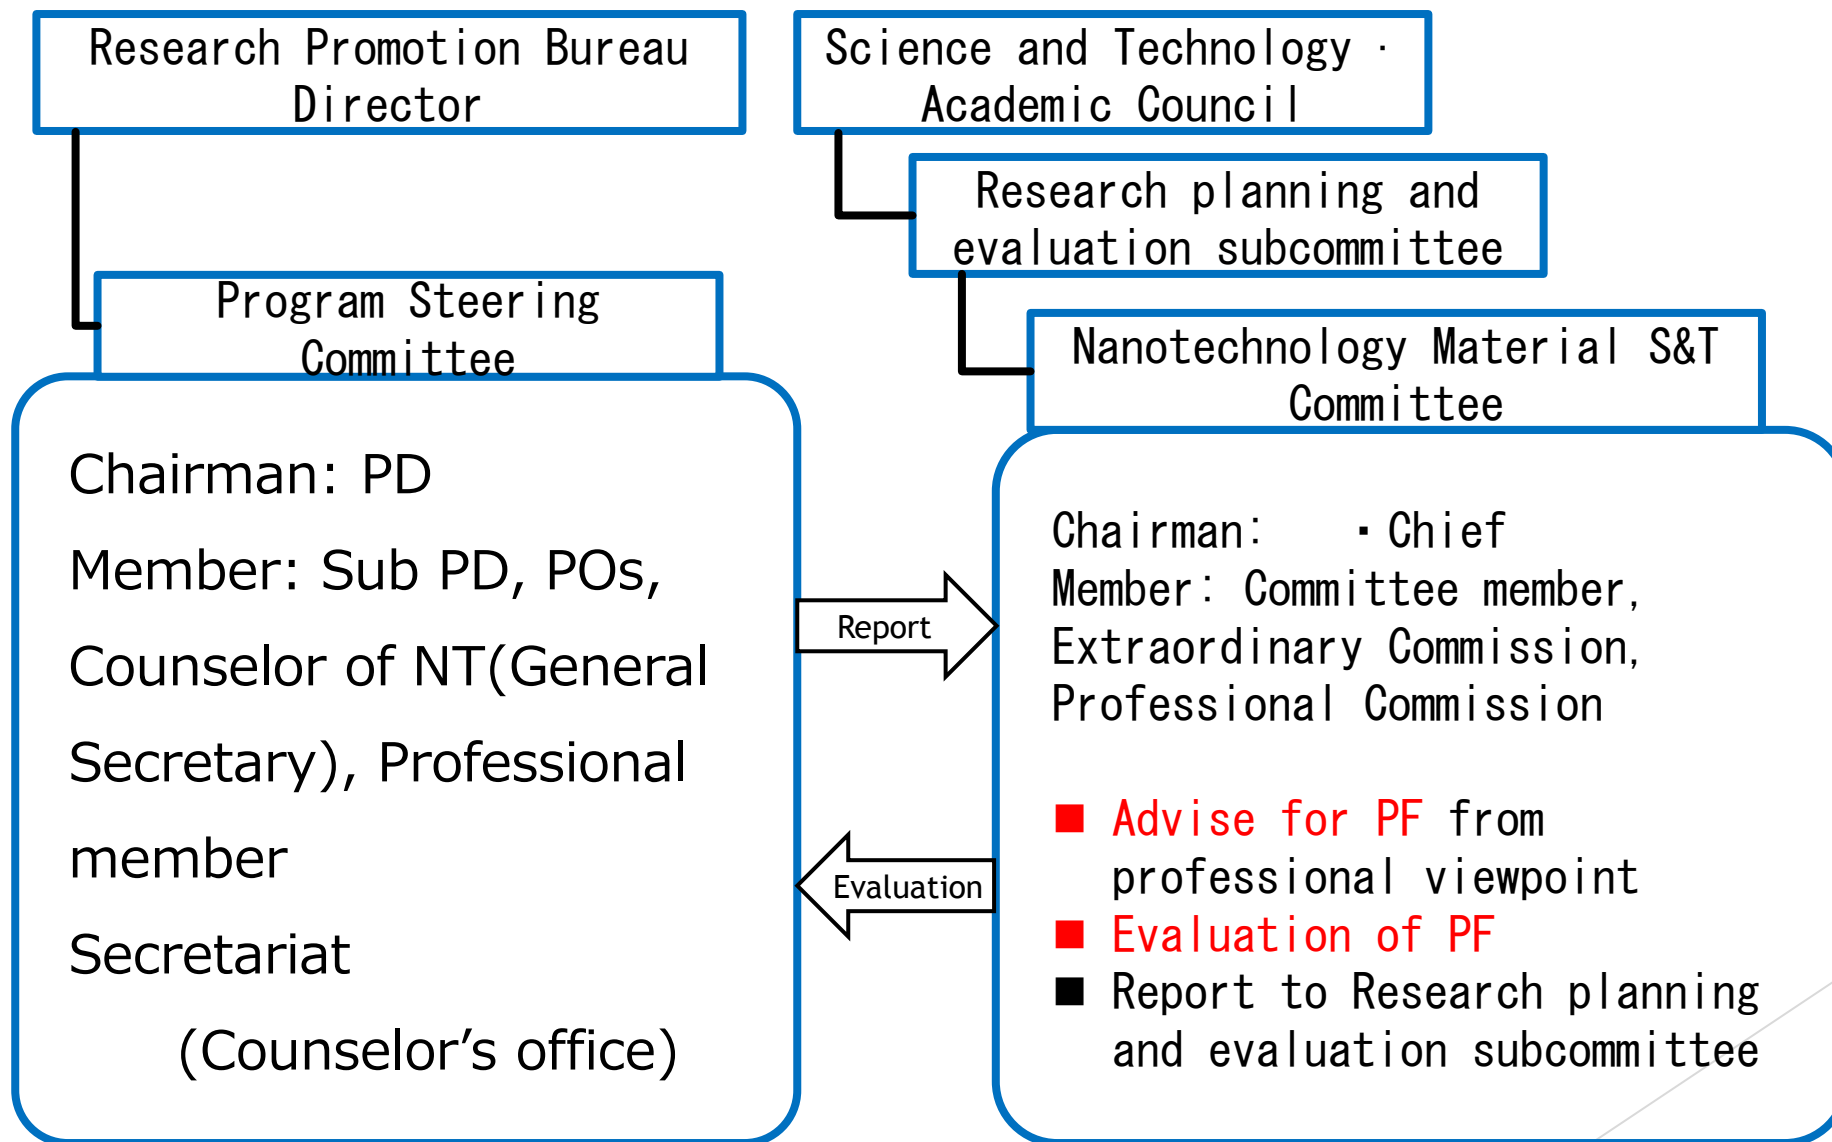 Research Promotion Bureau
Director
Program Steering
Committee
Chairman: PD
Member: Sub PD, POs,
Counselor of NT(General
Secretary), Professional
member
Secretariat
(Counselor’s office)
Report
Evaluation
Science and Technology ·
Academic Council
Research planning and
evaluation subcommittee
Nanotechnology Material S&T
Committee
Chairman: ・Chief
Member: Committee member,
Extraordinary Commission,
Professional Commission
■ Advise for PF from
professional viewpoint
■ Evaluation of PF
■ Report to Research planning
and evaluation subcommittee